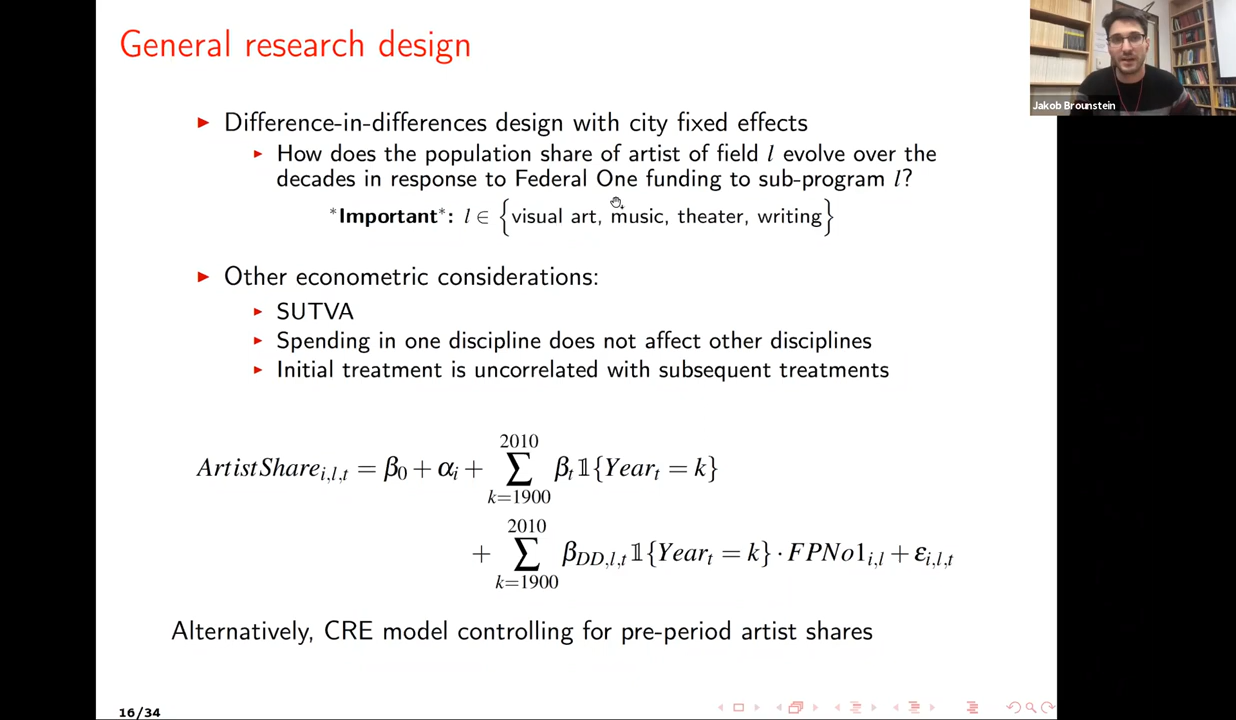 General research design
Jakob Brounstein
▶ Difference-in-differences design with city fixed effects
▶ How does the population share of artist of field l evolve over the
decades in response to Federal One funding to sub-program l?
*Important*: l ∈ {visual art, music, theater, writing}
▶ Other econometric considerations:
▶ SUTVA
▶ Spending in one discipline does not affect other disciplines
▶ Initial treatment is uncorrelated with subsequent treatments
ArtistShare_{i,l,t} = β_0 + α_i + ∑_{k=1900}^{2010} β_t 𝟙{Year_t = k}
+ ∑_{k=1900}^{2010} β_{DD,l,t} 𝟙{Year_t = k} · FPNo1_{i,l} + ε_{i,l,t}
Alternatively, CRE model controlling for pre-period artist shares
16/34